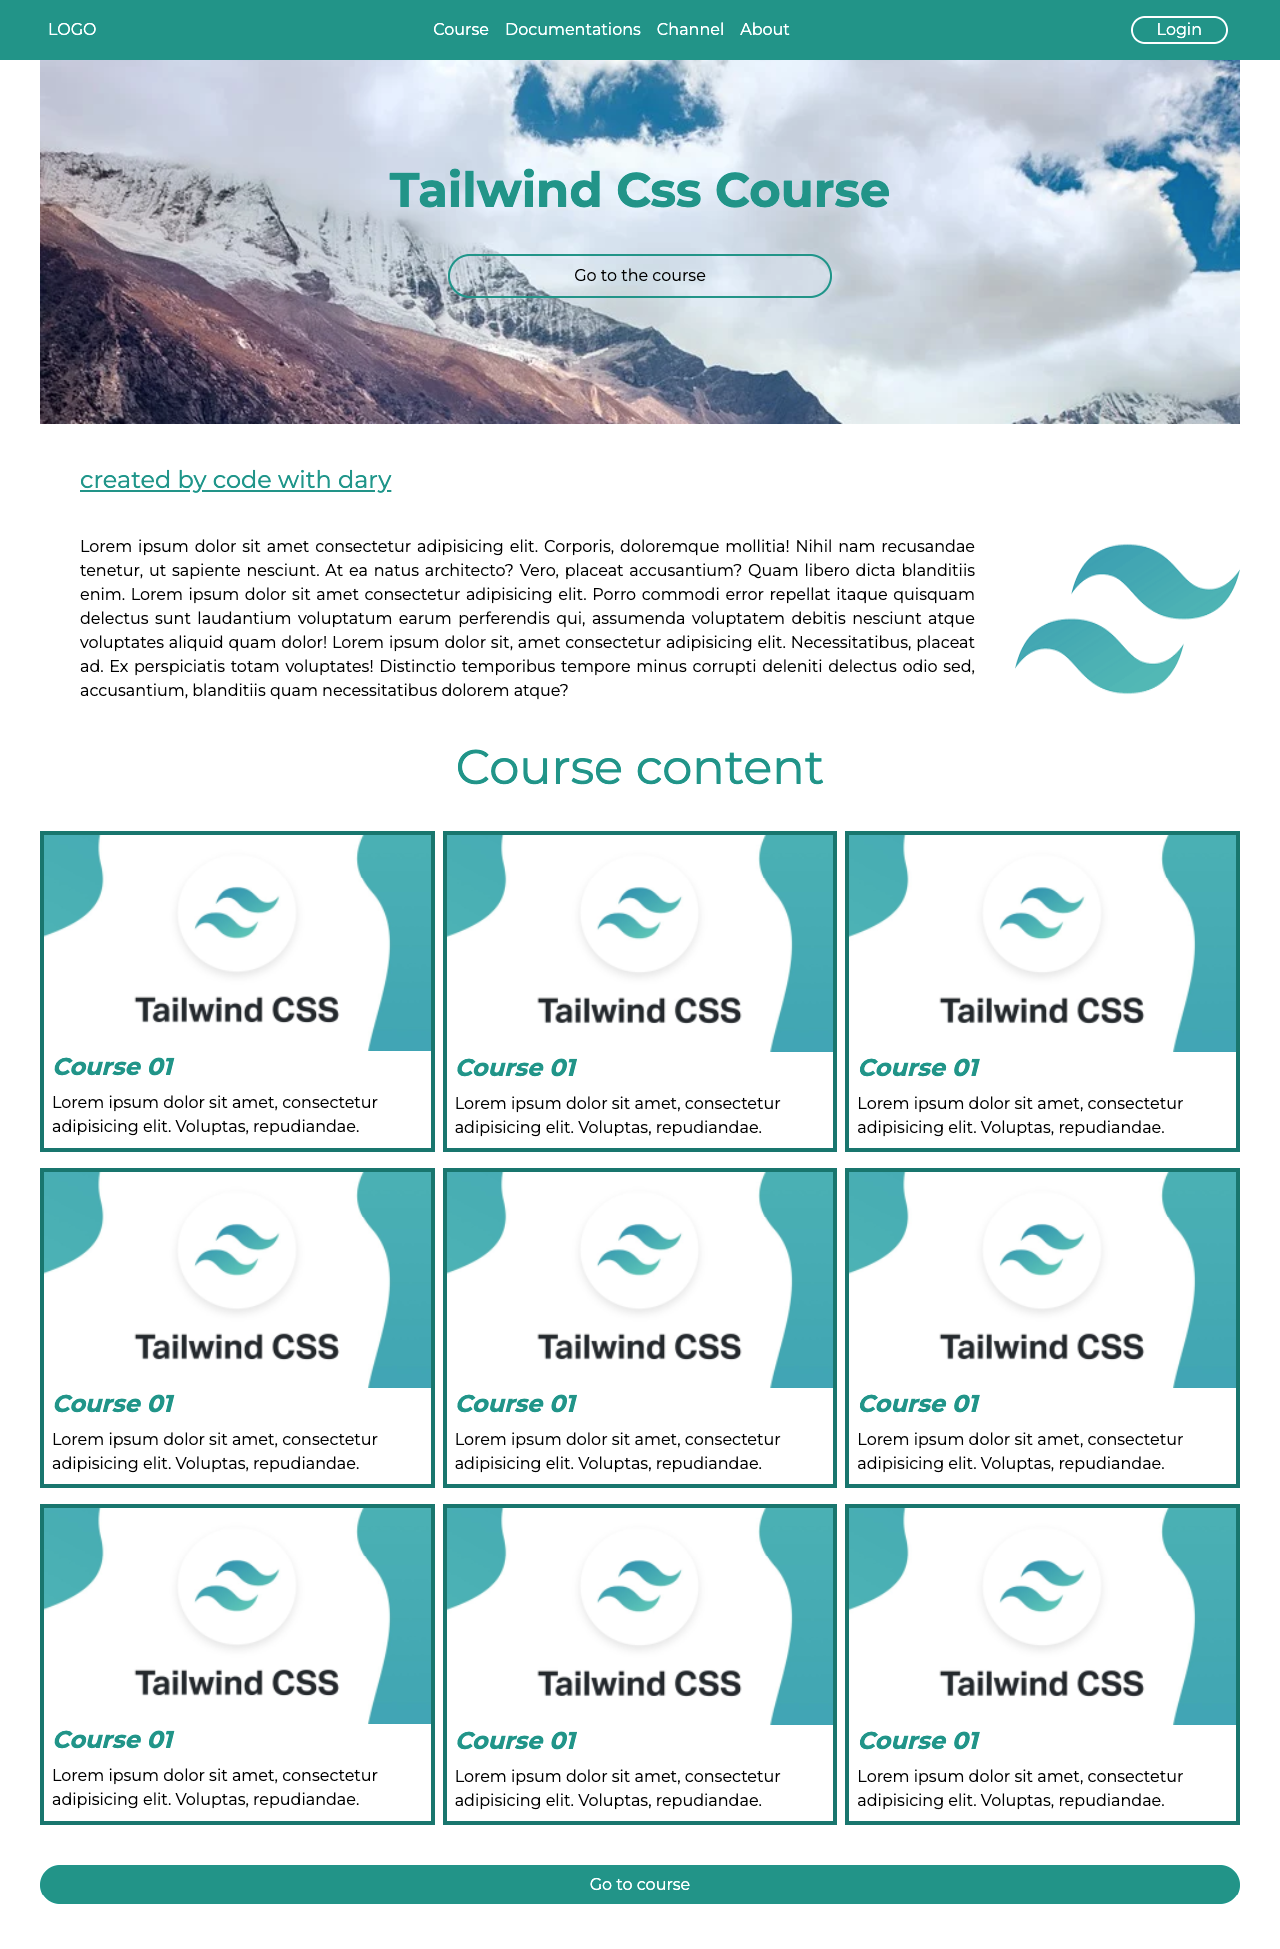 LOGO
Course Documentations Channel About
Login
Tailwind Css Course
Go to the course
created by code with dary
Lorem ipsum dolor sit amet consectetur adipisicing elit. Corporis, doloremque mollitia! Nihil nam recusandae
tenetur, ut sapiente nesciunt. At ea natus architecto? Vero, placeat accusantium? Quam libero dicta blanditiis
enim. Lorem ipsum dolor sit amet consectetur adipisicing elit. Porro commodi error repellat itaque quisquam
delectus sunt laudantium voluptatum earum perferendis qui, assumenda voluptatem debitis nesciunt atque
voluptates aliquid quam dolor! Lorem ipsum dolor sit, amet consectetur adipisicing elit. Necessitatibus, placeat
ad. Ex perspiciatis totam voluptates! Distinctio temporibus tempore minus corrupti deleniti delectus odio sed,
accusantium, blanditiis quam necessitatibus dolorem atque?
Course content
Tailwind CSS
Course 01
Lorem ipsum dolor sit amet, consectetur
adipisicing elit. Voluptas, repudiandae.
Tailwind CSS
Course 01
Lorem ipsum dolor sit amet, consectetur
adipisicing elit. Voluptas, repudiandae.
Tailwind CSS
Course 01
Lorem ipsum dolor sit amet, consectetur
adipisicing elit. Voluptas, repudiandae.
Tailwind CSS
Course 01
Lorem ipsum dolor sit amet, consectetur
adipisicing elit. Voluptas, repudiandae.
Tailwind CSS
Course 01
Lorem ipsum dolor sit amet, consectetur
adipisicing elit. Voluptas, repudiandae.
Tailwind CSS
Course 01
Lorem ipsum dolor sit amet, consectetur
adipisicing elit. Voluptas, repudiandae.
Tailwind CSS
Course 01
Lorem ipsum dolor sit amet, consectetur
adipisicing elit. Voluptas, repudiandae.
Tailwind CSS
Course 01
Lorem ipsum dolor sit amet, consectetur
adipisicing elit. Voluptas, repudiandae.
Tailwind CSS
Course 01
Lorem ipsum dolor sit amet, consectetur
adipisicing elit. Voluptas, repudiandae.
Go to course